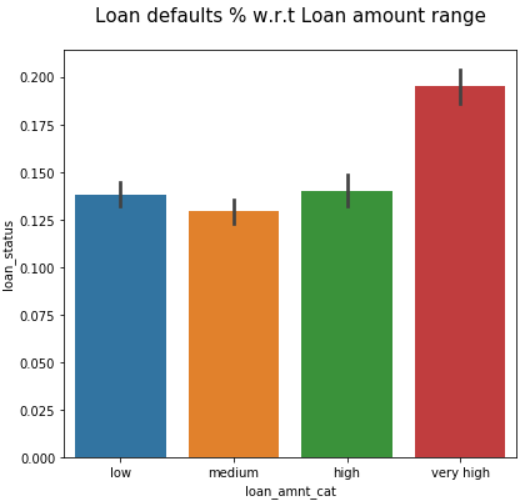 Loan defaults % w.r.t Loan amount range
0.200
0.175
0.150
0.125
0.100
0.075
0.050
0.025
0.000
loan_status
low medium high very high
loan_amnt_cat